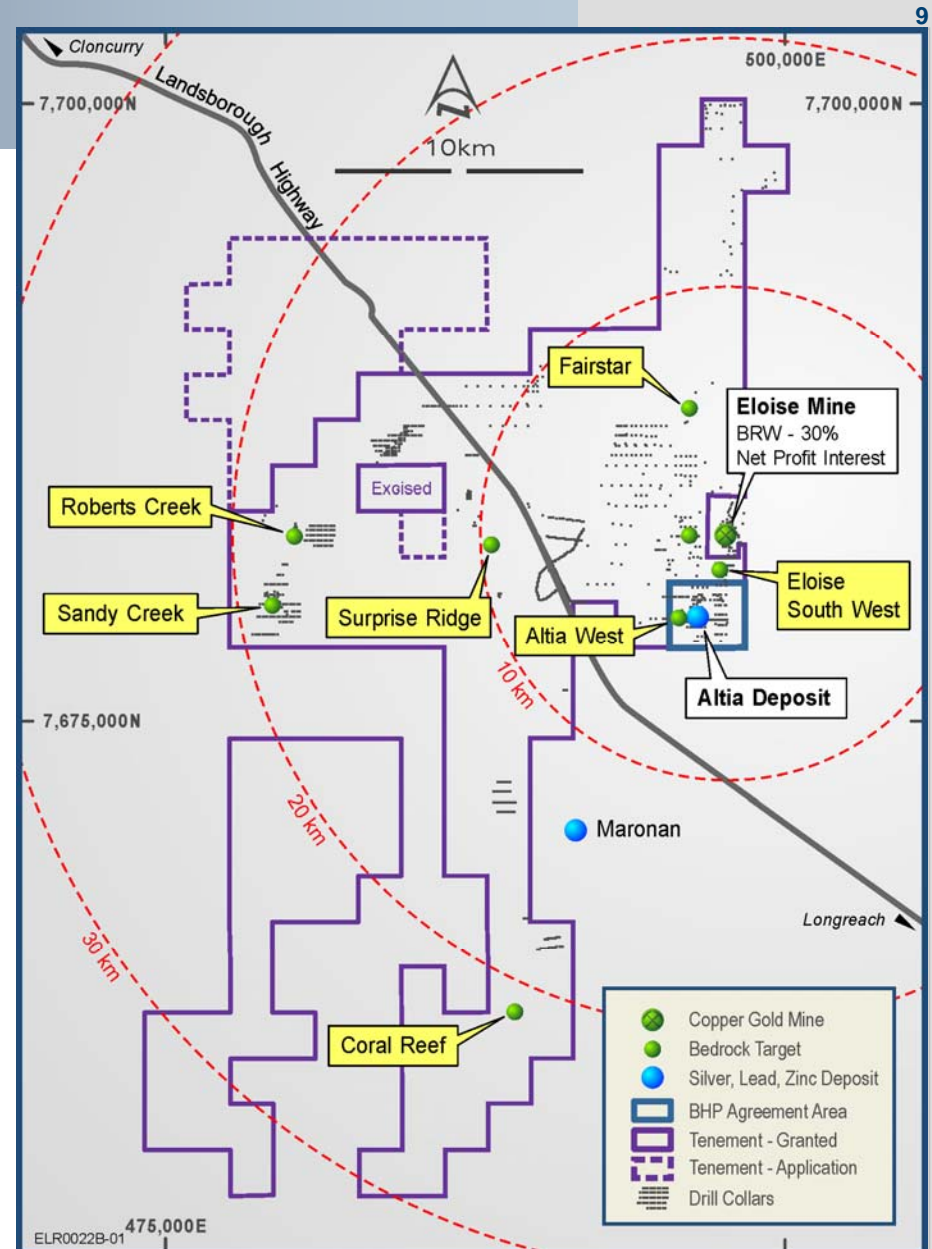 9
Cloncurry
500,000E
Landsborough Highway
7,700,000N
7,700,000N
10km
Fairstar
Eloise Mine
BRW - 30%
Net Profit Interest
Excised
Roberts Creek
Eloise
South West
Sandy Creek
Surprise Ridge
Altia West
10 km
Altia Deposit
7,675,000N
20 km
Maronan
Longreach
30 km
Coral Reef
Copper Gold Mine
Bedrock Target
Silver, Lead, Zinc Deposit
BHP Agreement Area
Tenement - Granted
Tenement - Application
Drill Collars
475,000E
ELR0022B-01